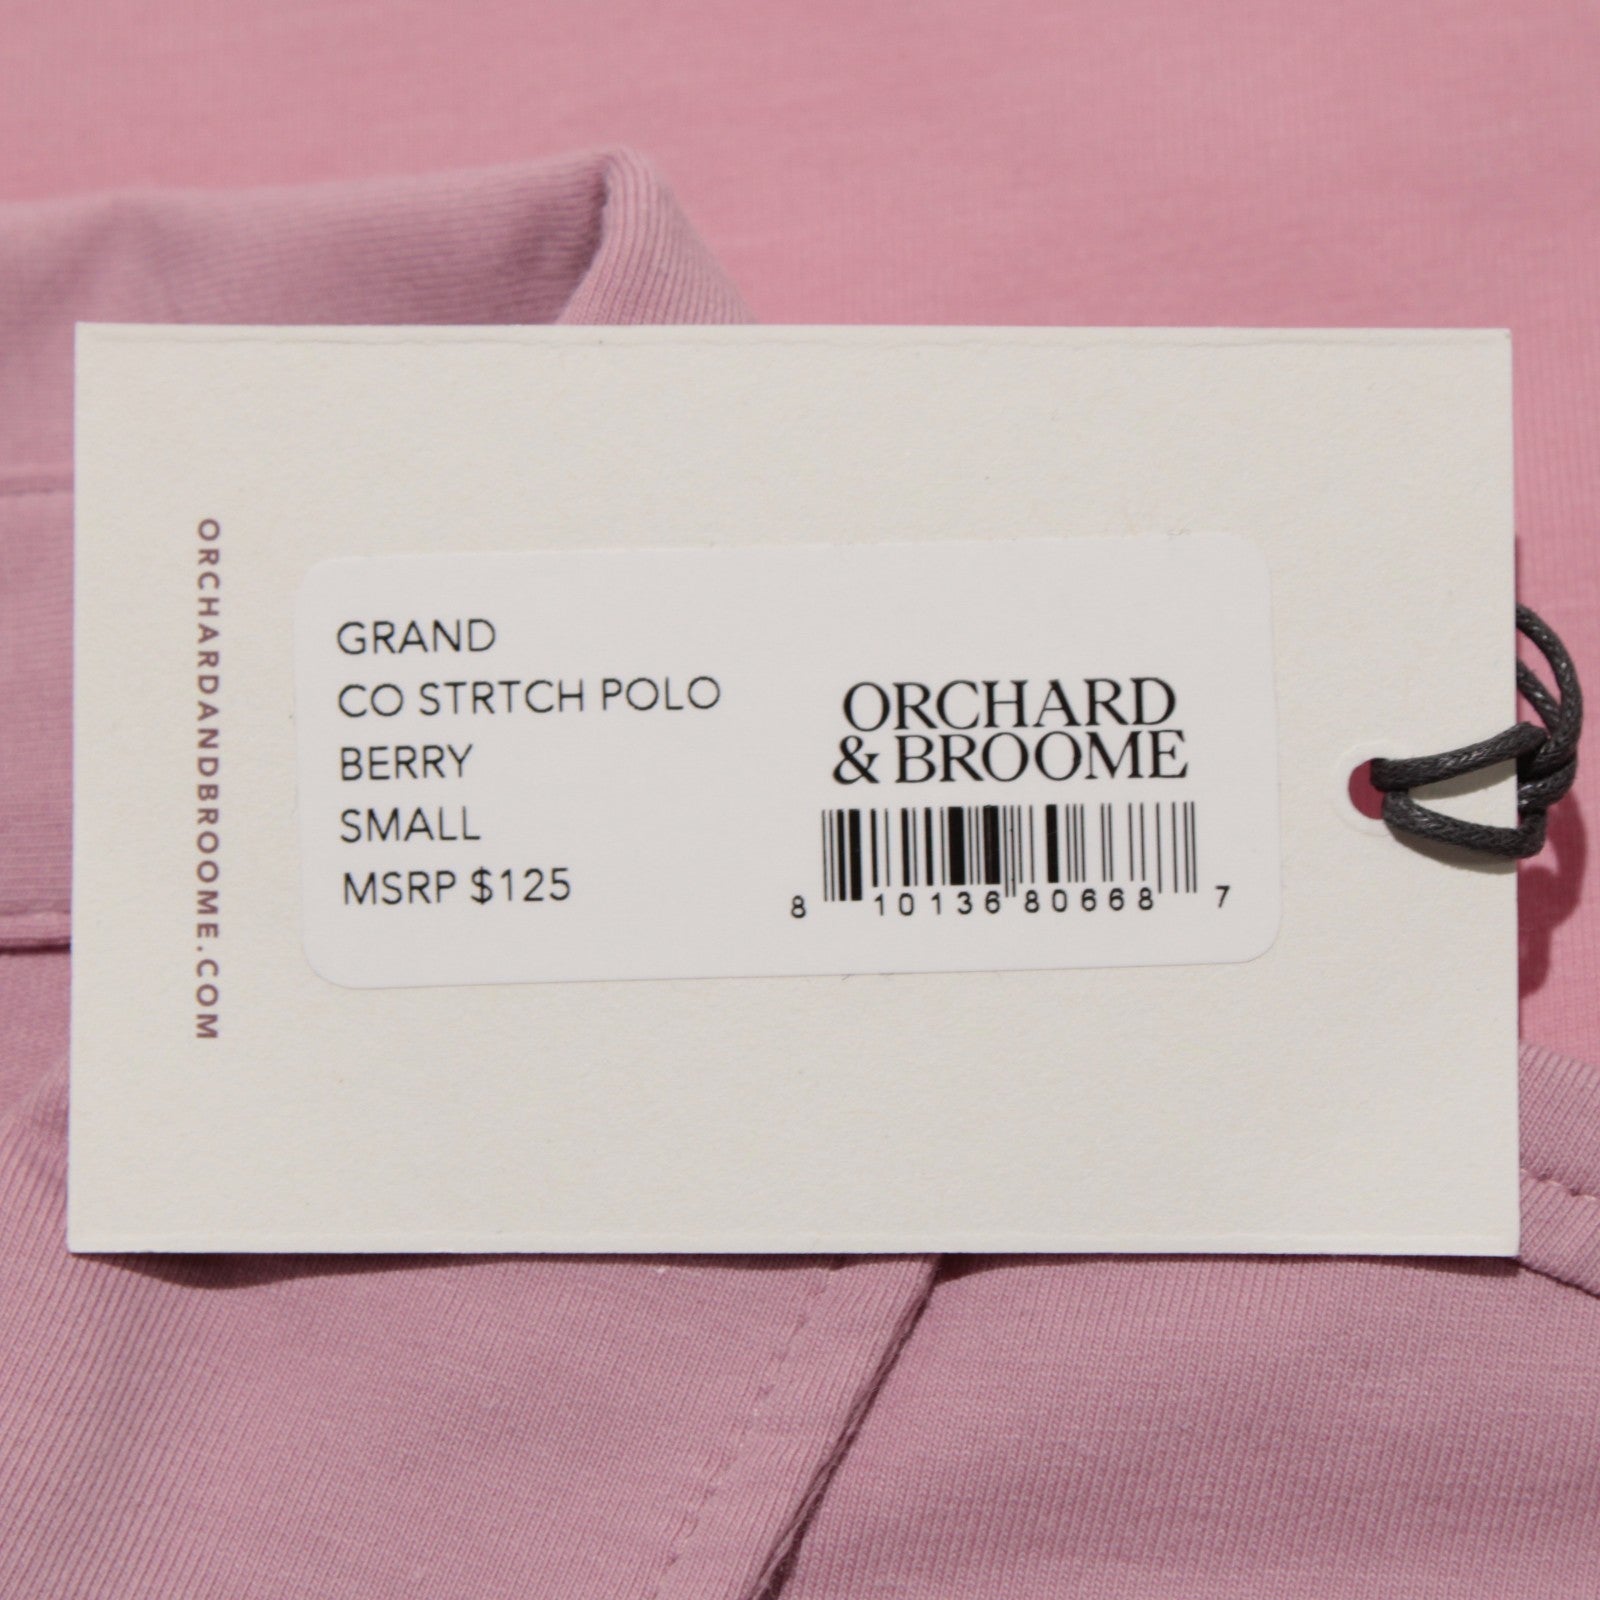 ORCHARDANDBROOME.COM
GRAND
CO STRTCH POLO
BERRY
SMALL
MSRP $125
ORCHARD
& BROOME
8 10136 80668 7